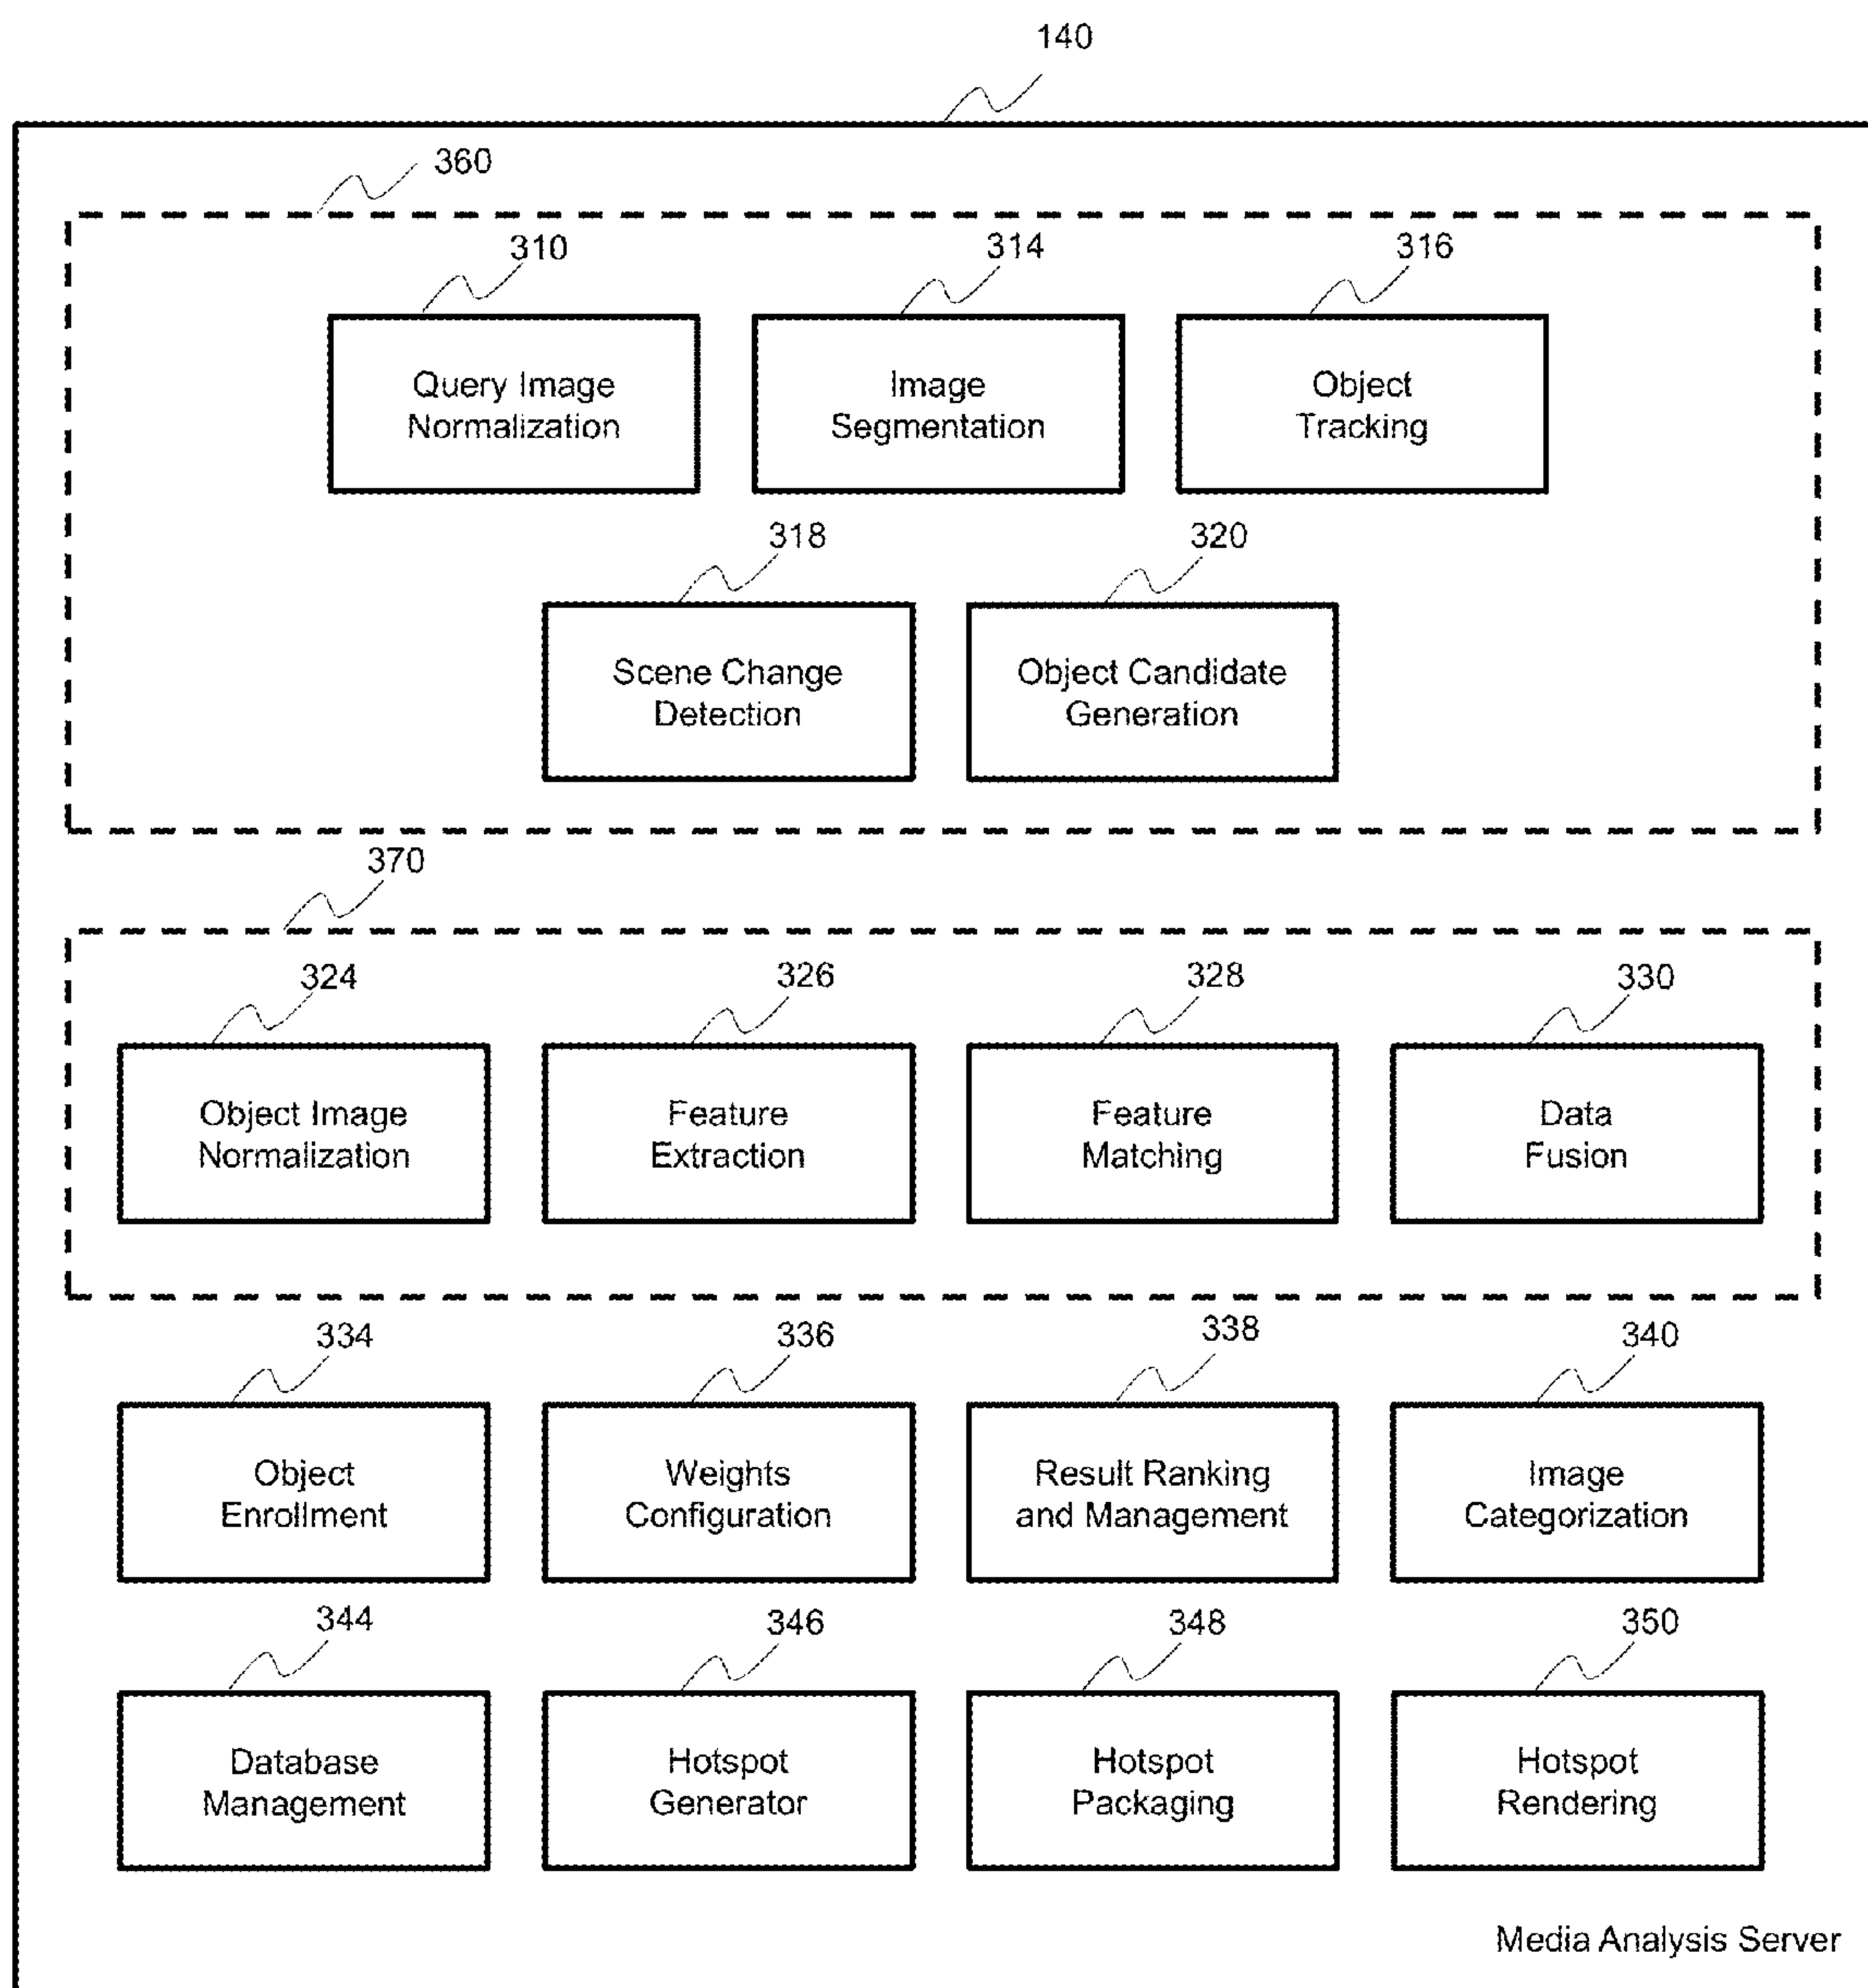 140
360
310
314
316
Query Image
Normalization
Image
Segmentation
Object
Tracking
318
320
Scene Change
Detection
Object Candidate
Generation
370
324
326
328
330
Object Image
Normalization
Feature
Extraction
Feature
Matching
Data
Fusion
334
336
338
340
Object
Enrollment
Weights
Configuration
Result Ranking
and Management
Image
Categorization
344
346
348
350
Database
Management
Hotspot
Generator
Hotspot
Packaging
Hotspot
Rendering
Media Analysis Server